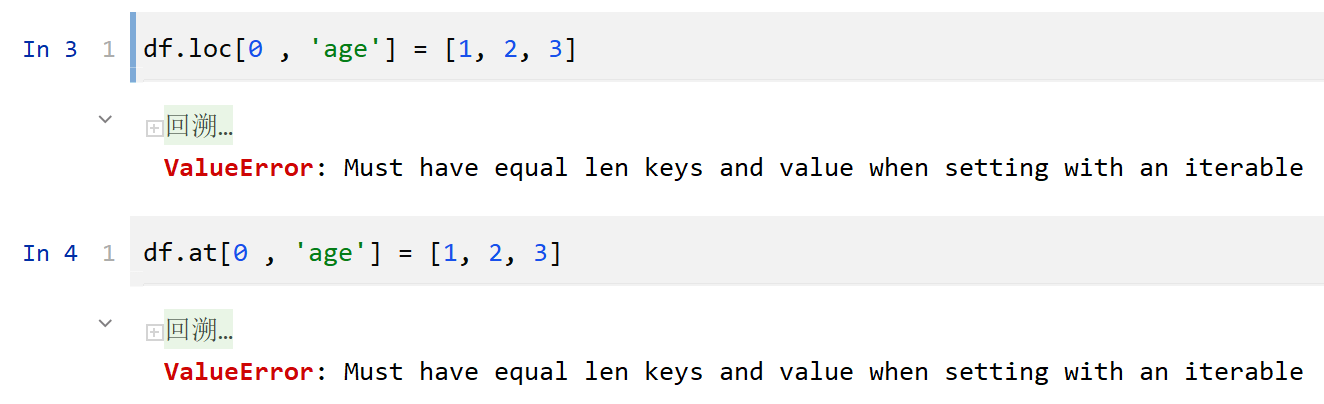 In 3 1 df.loc[0 , 'age'] = [1, 2, 3]
回溯…
ValueError: Must have equal len keys and value when setting with an iterable
In 4 1 df.at[0 , 'age'] = [1, 2, 3]
回溯…
ValueError: Must have equal len keys and value when setting with an iterable